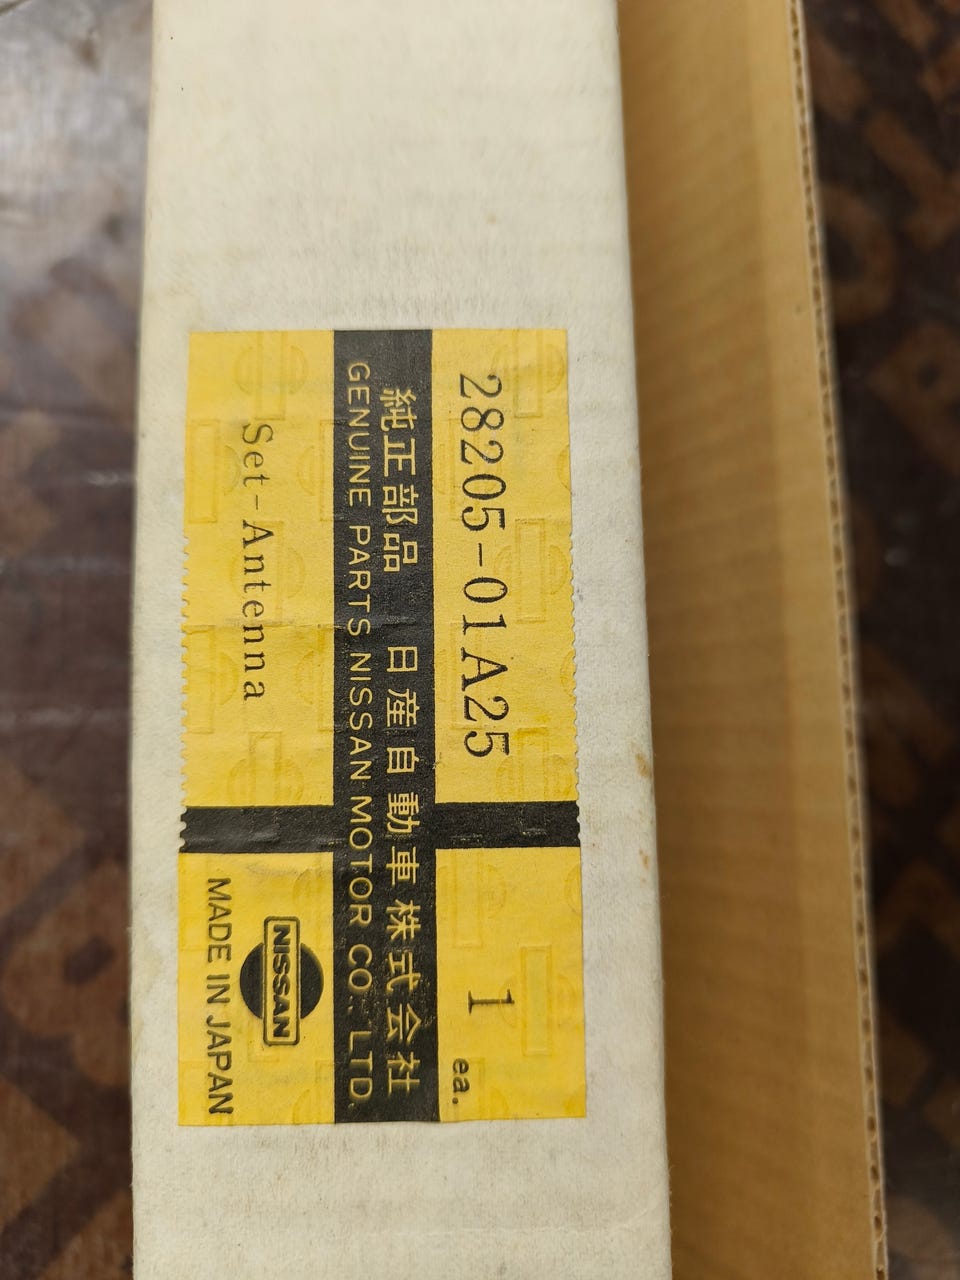 28205-01A25
1 ea.
純正部品 日産自動車株式会社
GENUINE PARTS NISSAN MOTOR CO., LTD.
Set-Antenna
NISSAN
MADE IN JAPAN